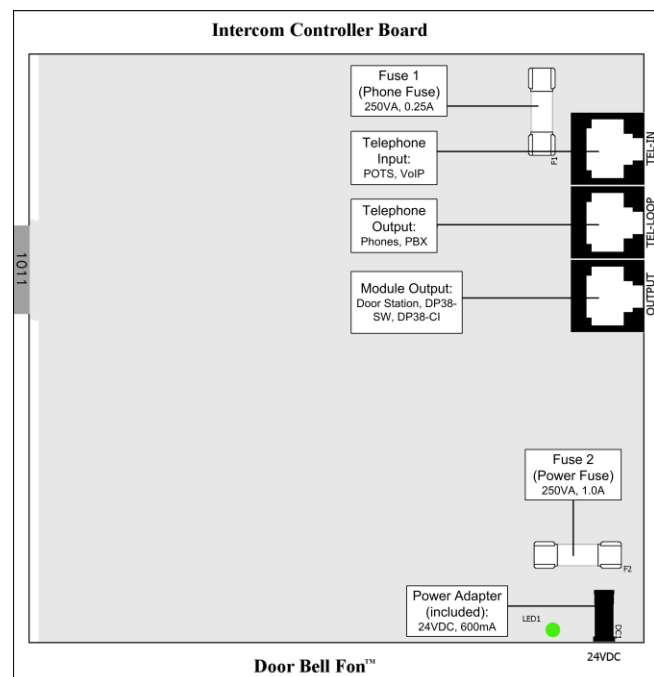 Intercom Controller Board
Fuse 1
(Phone Fuse)
250VA, 0.25A
F1
Telephone
Input:
POTS, VoIP
TEL-IN
Telephone
Output:
Phones, PBX
TEL-LOOP
1011
Module Output:
Door Station, DP38-
SW, DP38-CI
OUTPUT
Fuse 2
(Power Fuse)
250VA, 1.0A
F2
Power Adapter
(included):
24VDC, 600mA
LED1
DC1
24VDC
Door Bell Fon™